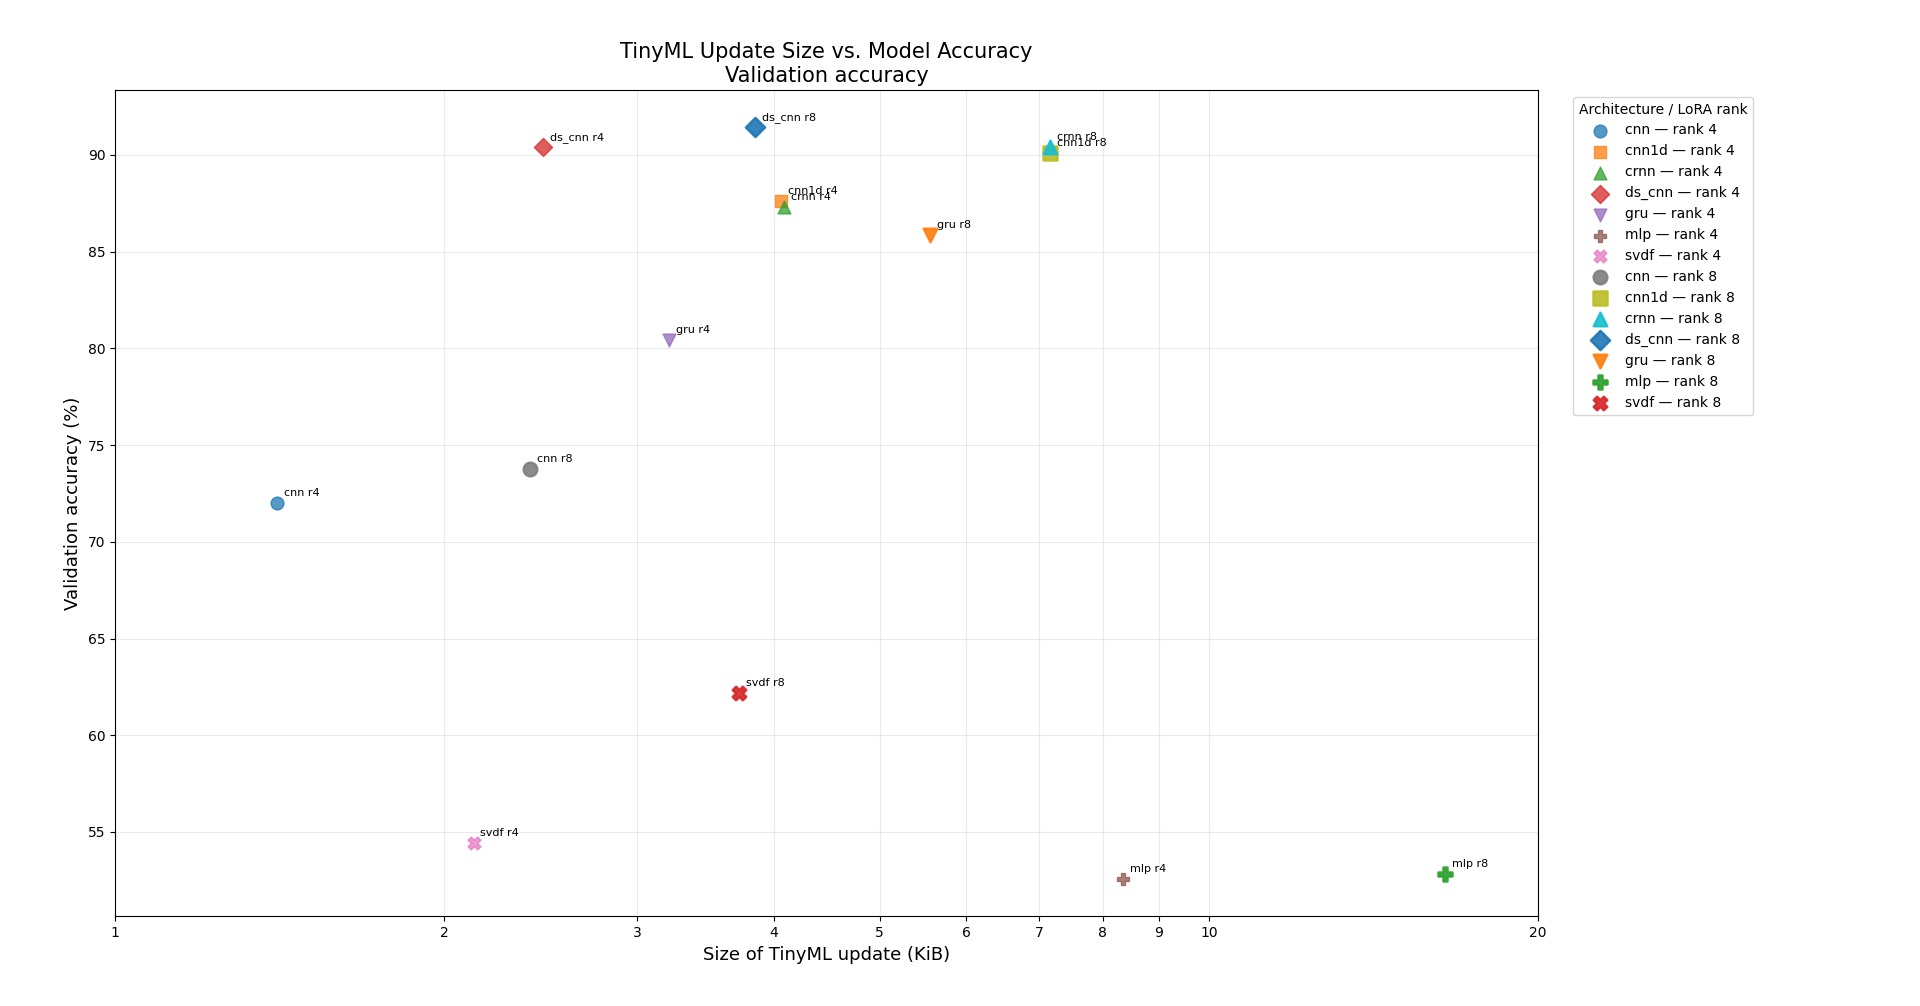 TinyML Update Size vs. Model Accuracy
Validation accuracy
Validation accuracy (%)
90
85
80
75
70
65
60
55
ds_cnn r8
ds_cnn r4
crnn r8
cnn1d r8
cnn1d r4
crnn r4
gru r8
gru r4
cnn r8
cnn r4
svdf r8
svdf r4
mlp r4
mlp r8
1
2
3
4
5
6
7
8
9
10
20
Size of TinyML update (KiB)
Architecture / LoRA rank
cnn — rank 4
cnn1d — rank 4
crnn — rank 4
ds_cnn — rank 4
gru — rank 4
mlp — rank 4
svdf — rank 4
cnn — rank 8
cnn1d — rank 8
crnn — rank 8
ds_cnn — rank 8
gru — rank 8
mlp — rank 8
svdf — rank 8